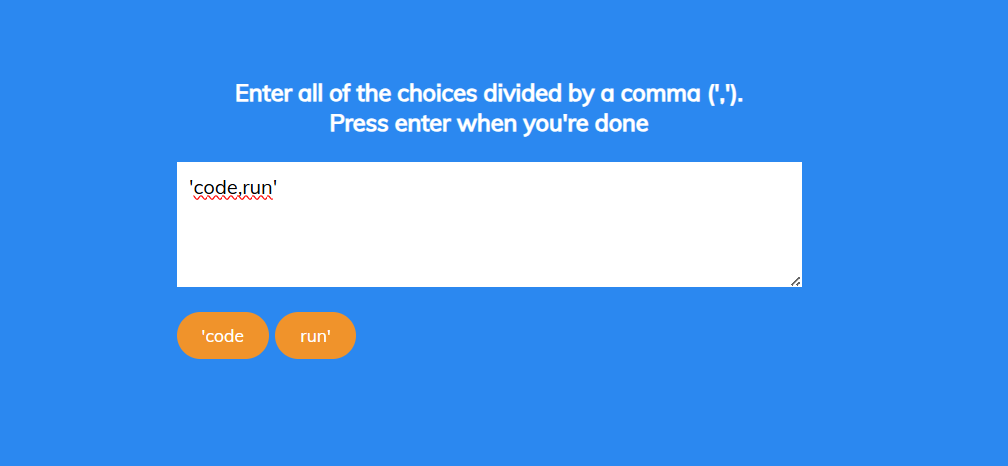 Enter all of the choices divided by a comma (',').
Press enter when you're done
'code,run'
'code
run'